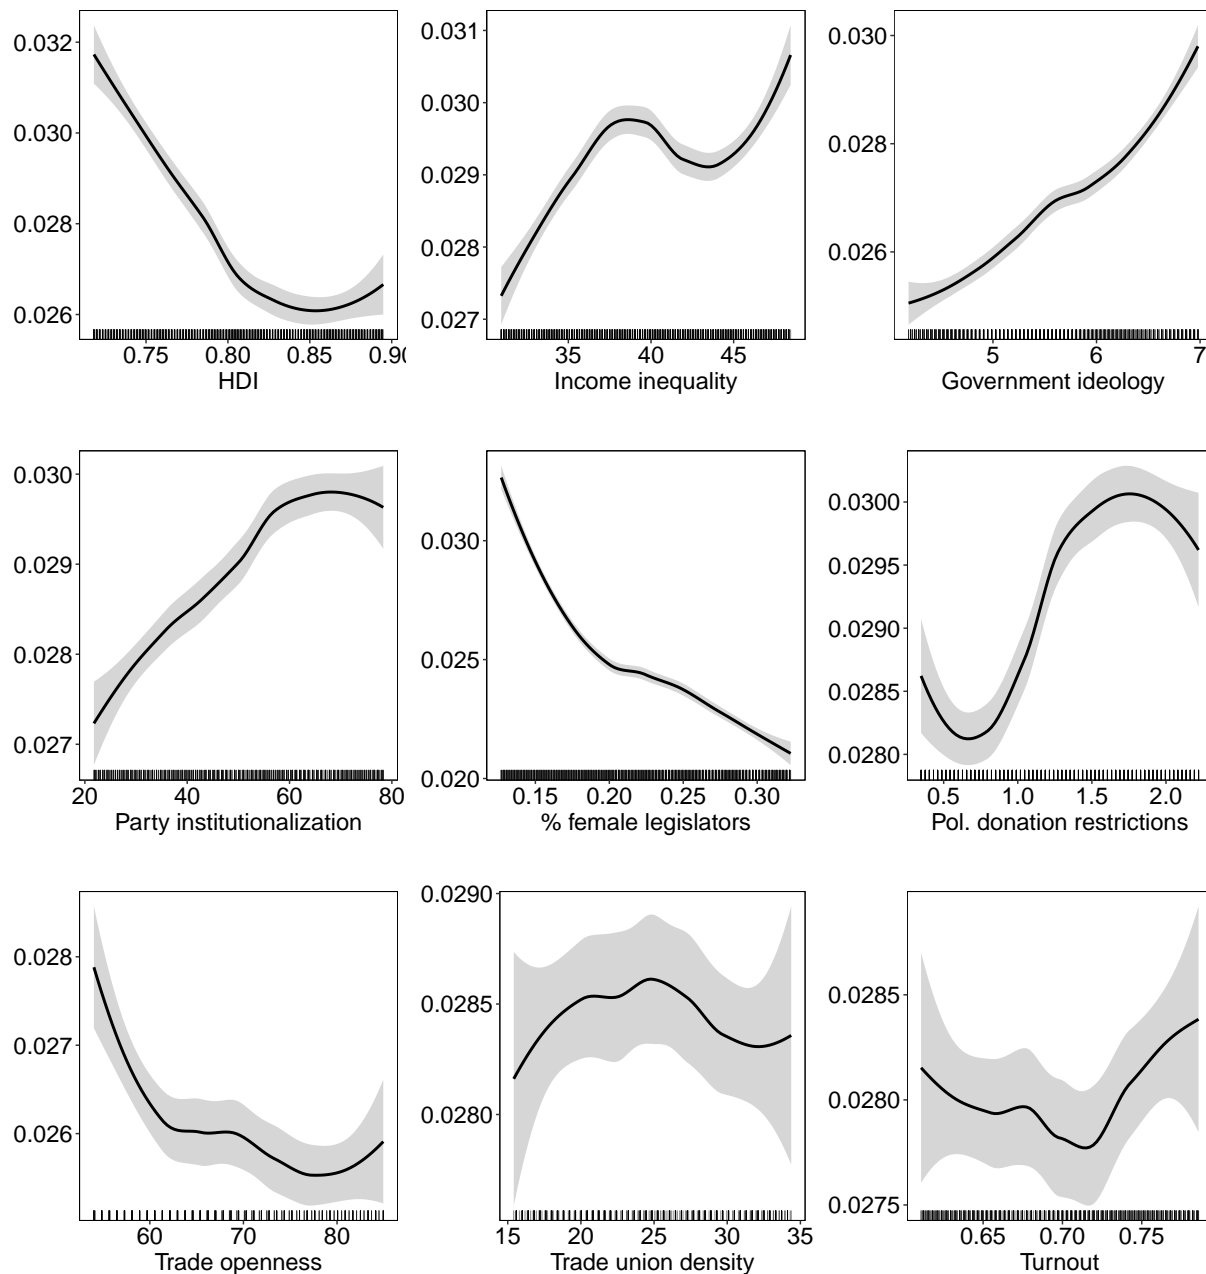 0.032
0.030
0.028
0.026
0.75 0.80 0.85 0.90
HDI
0.031
0.030
0.029
0.028
0.027
35 40 45
Income inequality
0.030
0.028
0.026
5 6 7
Government ideology
0.030
0.029
0.028
0.027
20 40 60 80
Party institutionalization
0.030
0.025
0.020
0.15 0.20 0.25 0.30
% female legislators
0.0300
0.0295
0.0290
0.0285
0.0280
0.5 1.0 1.5 2.0
Pol. donation restrictions
0.028
0.027
0.026
60 70 80
Trade openness
0.0290
0.0285
0.0280
15 20 25 30 35
Trade union density
0.0285
0.0280
0.0275
0.65 0.70 0.75
Turnout